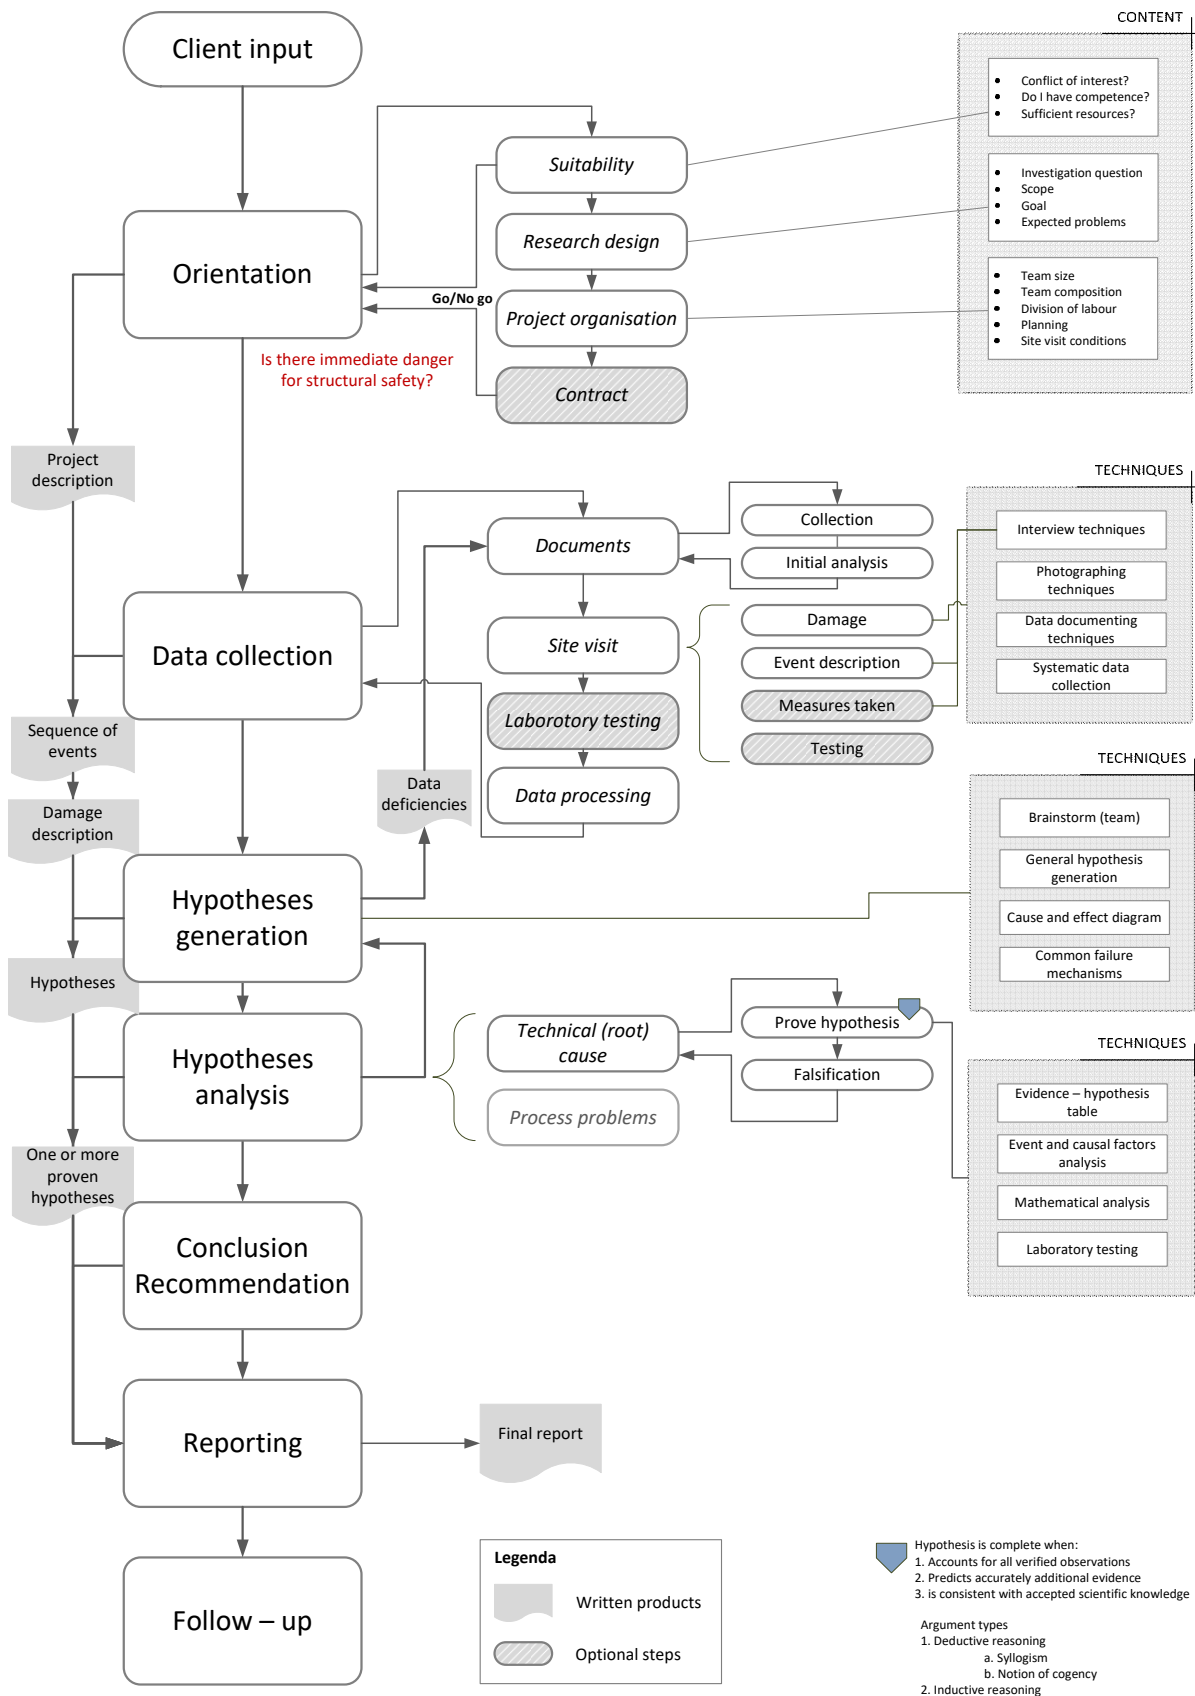 Client input
CONTENT
Conflict of interest?
Do I have competence?
Sufficient resources?
Suitability
Investigation question
Scope
Goal
Expected problems
Research design
Orientation
Go/No go
Team size
Team composition
Division of labour
Planning
Site visit conditions
Project organisation
Is there immediate danger
for structural safety?
Contract
Project
description
TECHNIQUES
Documents
Collection
Initial analysis
Interview techniques
Photographing
techniques
Data documenting
techniques
Systematic data
collection
Data collection
Site visit
Damage
Event description
Measures taken
Testing
Laboratory testing
Data processing
Sequence of
events
Damage
description
Data
deficiencies
TECHNIQUES
Brainstorm (team)
General hypothesis
generation
Cause and effect diagram
Common failure
mechanisms
Hypotheses
generation
Hypotheses
Hypotheses
analysis
Technical (root)
cause
Process problems
Prove hypothesis
Falsification
TECHNIQUES
Evidence – hypothesis
table
Event and causal factors
analysis
Mathematical analysis
Laboratory testing
One or more
proven
hypotheses
Conclusion
Recommendation
Reporting
Final report
Follow – up
Legenda
Written products
Optional steps
Hypothesis is complete when:
1. Accounts for all verified observations
2. Predicts accurately additional evidence
3. is consistent with accepted scientific knowledge
Argument types
1. Deductive reasoning
a. Syllogism
b. Notion of cogency
2. Inductive reasoning